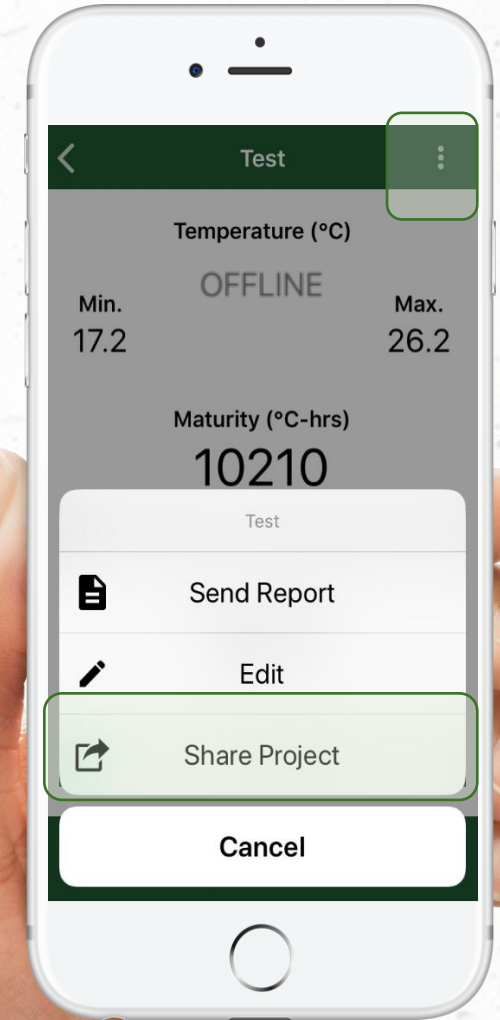 Test
Temperature (°C)
OFFLINE
Min.
Max.
17.2
26.2
Maturity (°C-hrs)
10210
Test
Send Report
Edit
Share Project
Cancel